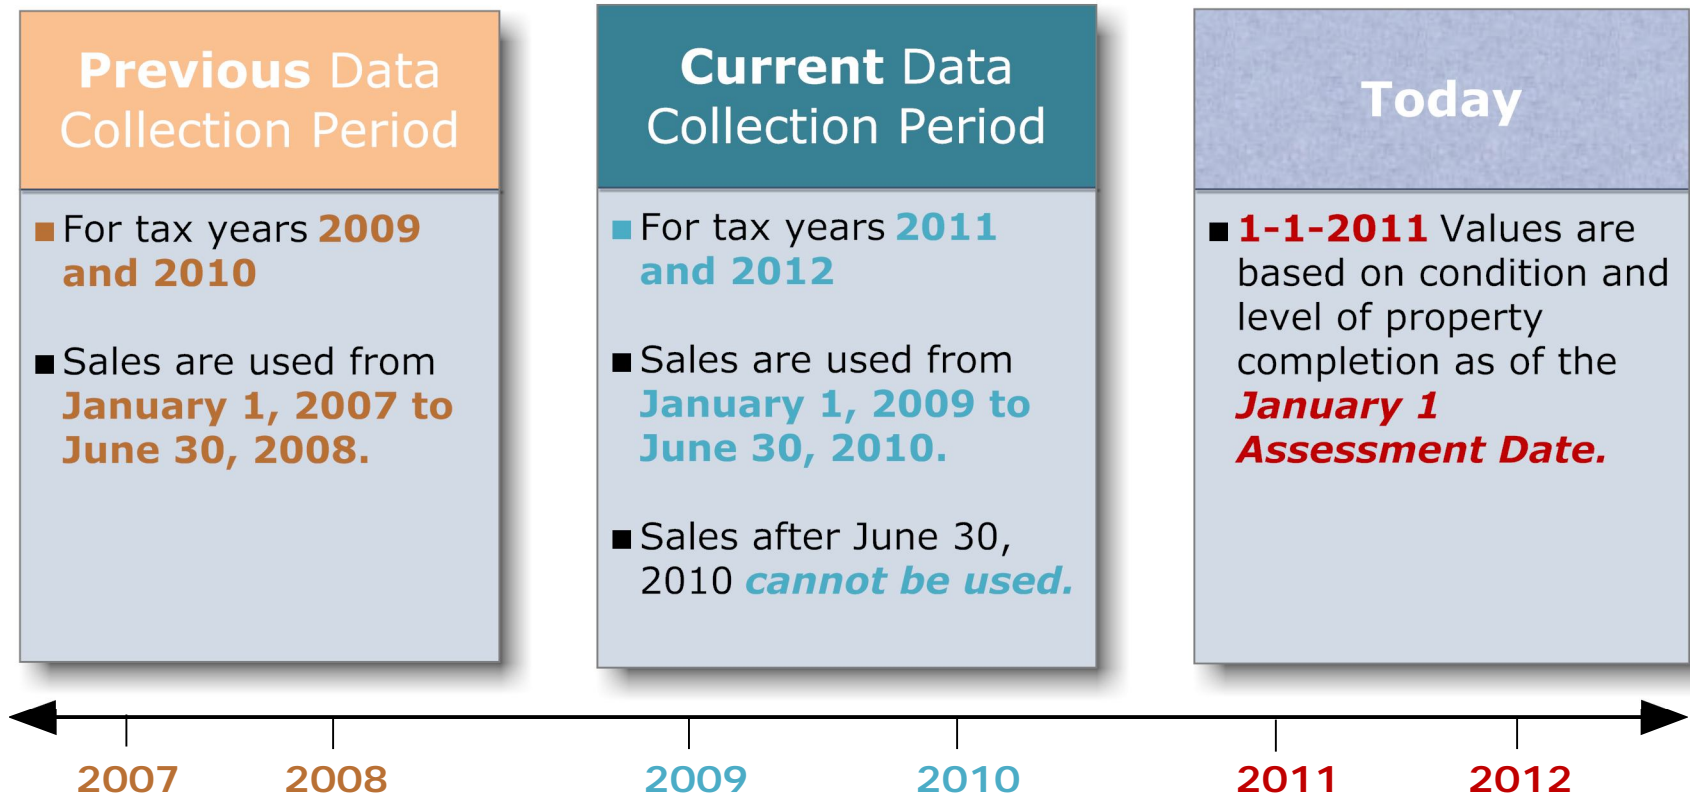 Previous Data
Collection Period
For tax years 2009
and 2010
Sales are used from
January 1, 2007 to
June 30, 2008.
Current Data
Collection Period
For tax years 2011
and 2012
Sales are used from
January 1, 2009 to
June 30, 2010.
Sales after June 30,
2010 cannot be used.
Today
1-1-2011 Values are
based on condition and
level of property
completion as of the
January 1
Assessment Date.
2007 2008 2009 2010 2011 2012